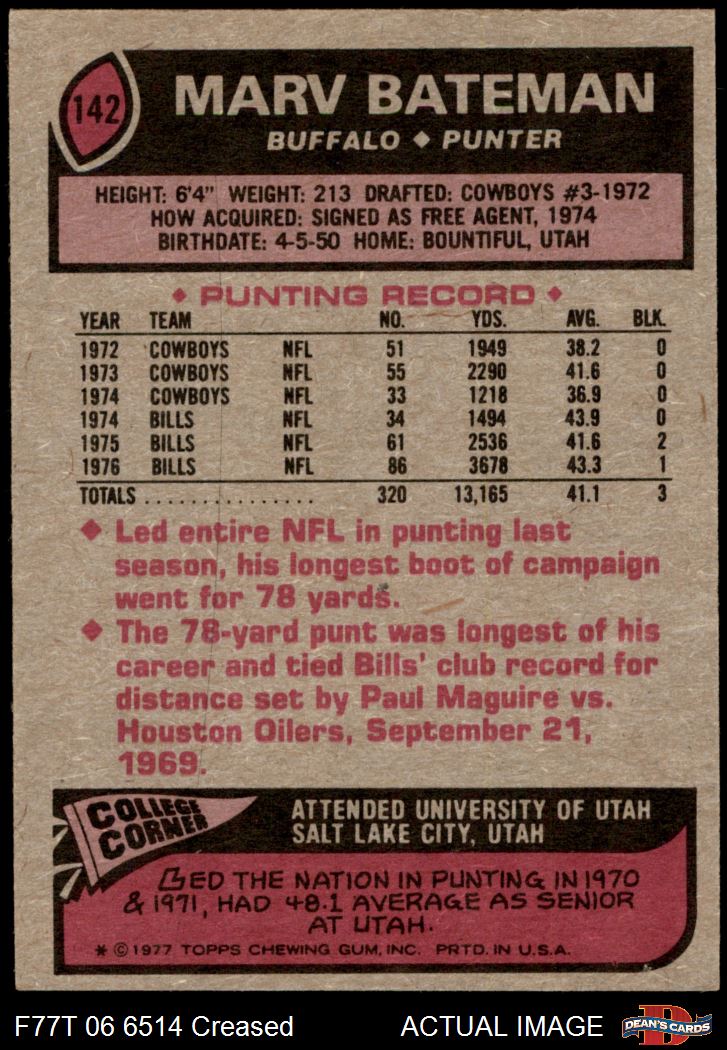 142
MARV BATEMAN
BUFFALO ◆ PUNTER
HEIGHT: 6'4" WEIGHT: 213 DRAFTED: COWBOYS #3-1972
HOW ACQUIRED: SIGNED AS FREE AGENT, 1974
BIRTHDATE: 4-5-50 HOME: BOUNTIFUL, UTAH
◆ PUNTING RECORD ◆
YEAR TEAM NO. YDS. AVG. BLK.
1972 COWBOYS NFL 51 1949 38.2 0
1973 COWBOYS NFL 55 2290 41.6 0
1974 COWBOYS NFL 33 1218 36.9 0
1974 BILLS NFL 34 1494 43.9 0
1975 BILLS NFL 61 2536 41.6 2
1976 BILLS NFL 86 3678 43.3 1
TOTALS ............... 320 13,165 41.1 3
◆ Led entire NFL in punting last
season, his longest boot of campaign
went for 78 yards.
◆ The 78-yard punt was longest of his
career and tied Bills' club record for
distance set by Paul Maguire vs.
Houston Oilers, September 21,
1969.
COLLEGE
CORNER
ATTENDED UNIVERSITY OF UTAH
SALT LAKE CITY, UTAH
LED THE NATION IN PUNTING IN 1970
& 1971, HAD 48.1 AVERAGE AS SENIOR
AT UTAH.
* © 1977 TOPPS CHEWING GUM, INC. PRTD. IN U.S.A.
F77T 06 6514 Creased ACTUAL IMAGE
D
DEAN'S CARDS